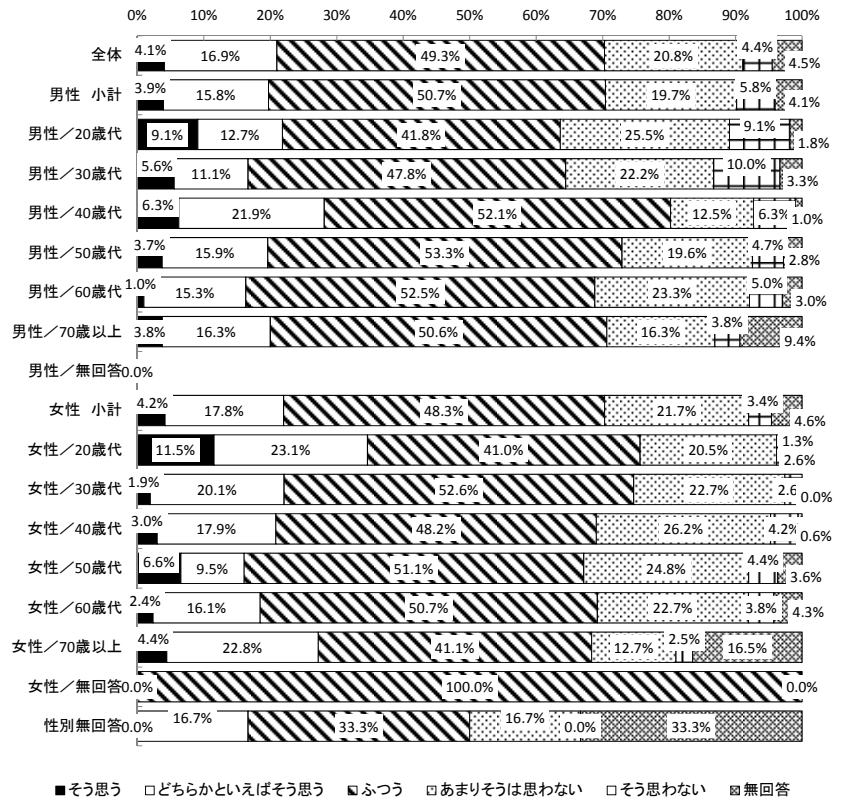 0% 10% 20% 30% 40% 50% 60% 70% 80% 90% 100%
全体 4.1% 16.9% 49.3% 20.8% 4.4% 4.5%
男性 小計 3.9% 15.8% 50.7% 19.7% 5.8% 4.1%
男性／20歳代 9.1% 12.7% 41.8% 25.5% 9.1% 1.8%
男性／30歳代 5.6% 11.1% 47.8% 22.2% 10.0% 3.3%
男性／40歳代 6.3% 21.9% 52.1% 12.5% 6.3% 1.0%
男性／50歳代 3.7% 15.9% 53.3% 19.6% 4.7% 2.8%
男性／60歳代 1.0% 15.3% 52.5% 23.3% 5.0% 3.0%
男性／70歳以上 3.8% 16.3% 50.6% 16.3% 3.8% 9.4%
男性／無回答 0.0%
女性 小計 4.2% 17.8% 48.3% 21.7% 3.4% 4.6%
女性／20歳代 11.5% 23.1% 41.0% 20.5% 1.3% 2.6%
女性／30歳代 1.9% 20.1% 52.6% 22.7% 2.6 0.0%
女性／40歳代 3.0% 17.9% 48.2% 26.2% 4.2% 0.6%
女性／50歳代 6.6% 9.5% 51.1% 24.8% 4.4% 3.6%
女性／60歳代 2.4% 16.1% 50.7% 22.7% 3.8% 4.3%
女性／70歳以上 4.4% 22.8% 41.1% 12.7% 2.5% 16.5%
女性／無回答 0.0% 100.0% 0.0%
性別無回答 0.0% 16.7% 33.3% 16.7% 0.0% 33.3%
そう思う どちらかといえばそう思う ふつう あまりそうは思わない そう思わない 無回答